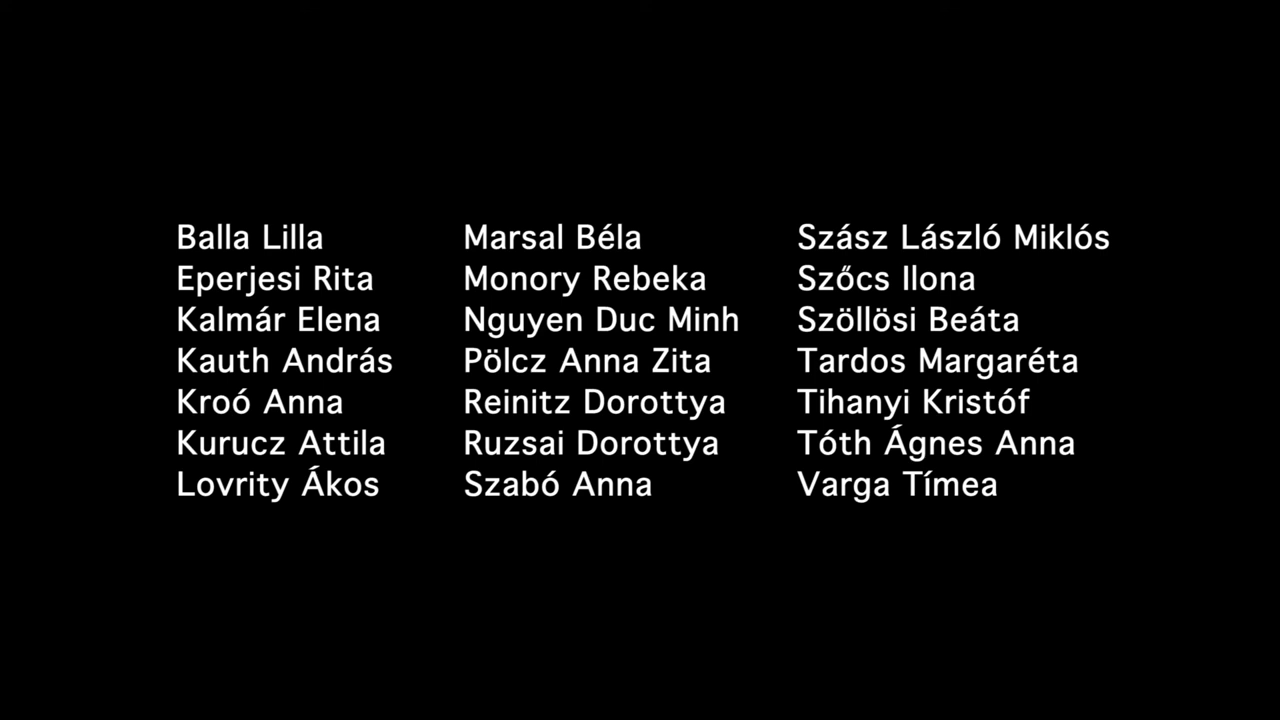 Balla Lilla
Eperjesi Rita
Kalmár Elena
Kauth András
Kroó Anna
Kurucz Attila
Lovrity Ákos
Marsal Béla
Monory Rebeka
Nguyen Duc Minh
Pölcz Anna Zita
Reinitz Dorottya
Ruzsai Dorottya
Szabó Anna
Szász László Miklós
Szőcs Ilona
Szöllösi Beáta
Tardos Margaréta
Tihanyi Kristóf
Tóth Ágnes Anna
Varga Tímea